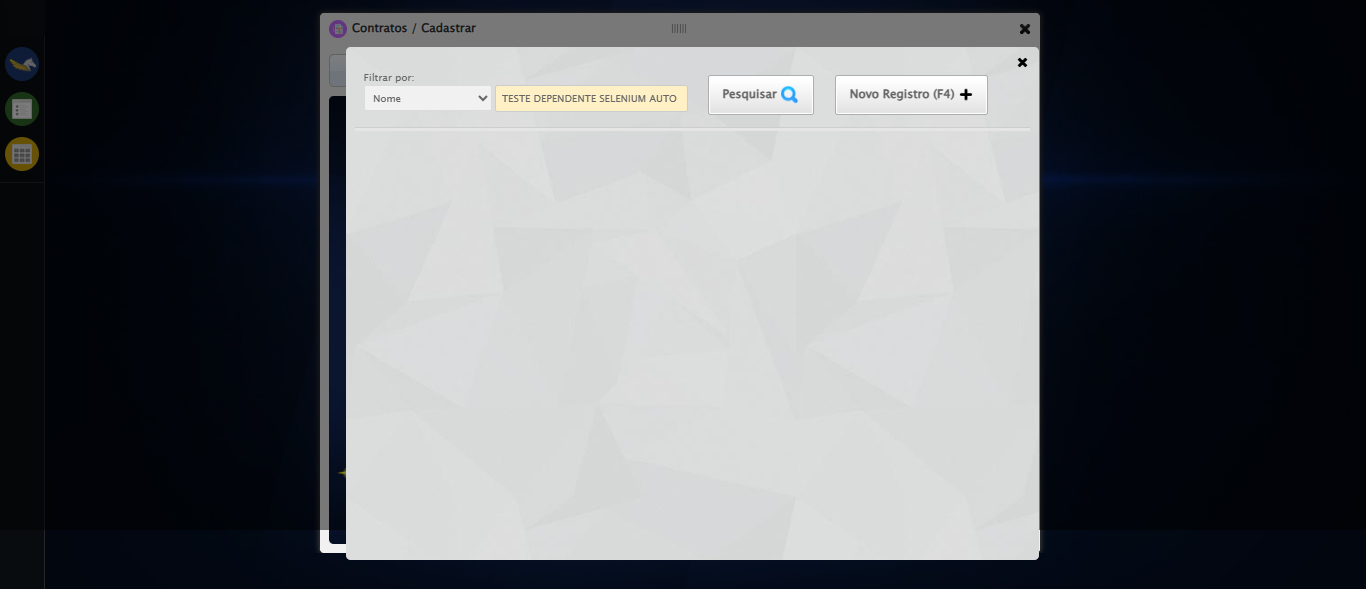 Contratos / Cadastrar
Filtrar por:
Nome
TESTE DEPENDENTE SELENIUM AUTO
Pesquisar
Novo Registro (F4)